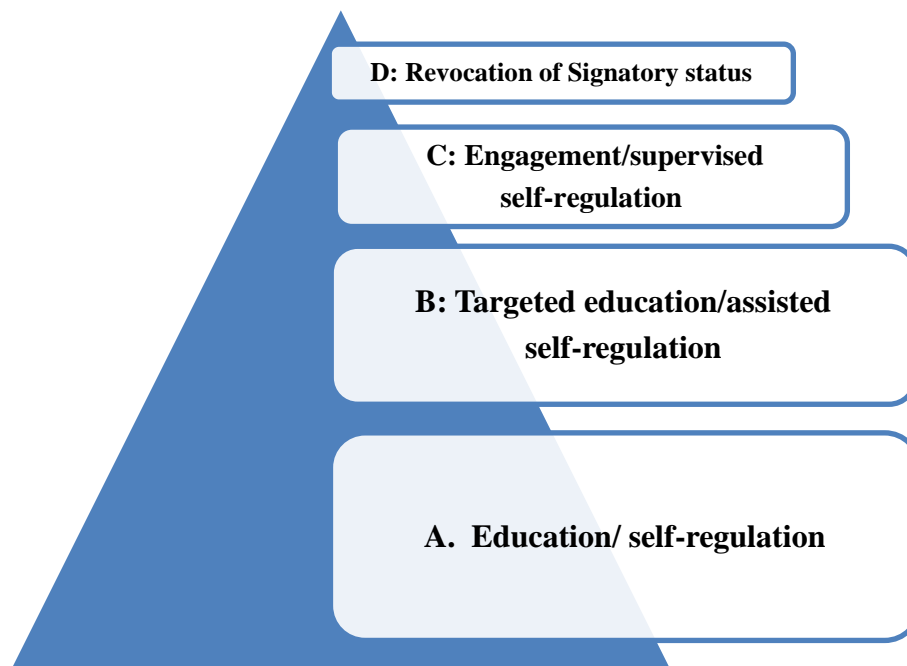 D: Revocation of Signatory status
C: Engagement/supervised
self-regulation
B: Targeted education/assisted
self-regulation
A. Education/ self-regulation